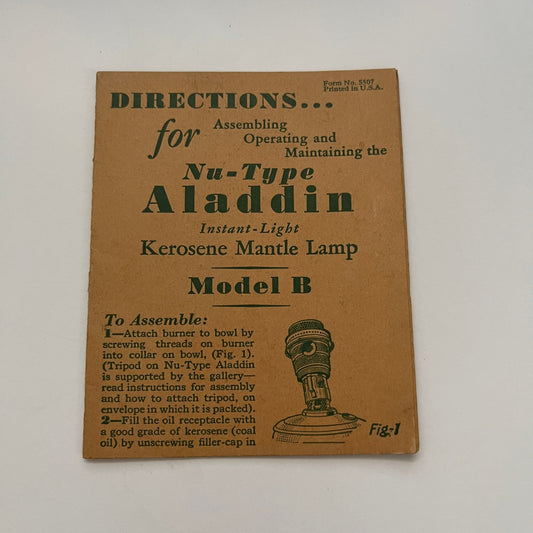 Form No. 5507
Printed in U.S.A.
DIRECTIONS...
for Assembling
Operating and
Maintaining the
Nu-Type
Aladdin
Instant-Light
Kerosene Mantle Lamp
Model B
To Assemble:
1—Attach burner to bowl by
screwing threads on burner
into collar on bowl, (Fig. 1).
(Tripod on Nu-Type Aladdin
is supported by the gallery—
read instructions for assembly
and how to attach tripod, on
envelope in which it is packed).
2—Fill the oil receptacle with
a good grade of kerosene (coal
oil) by unscrewing filler-cap in
Fig-1